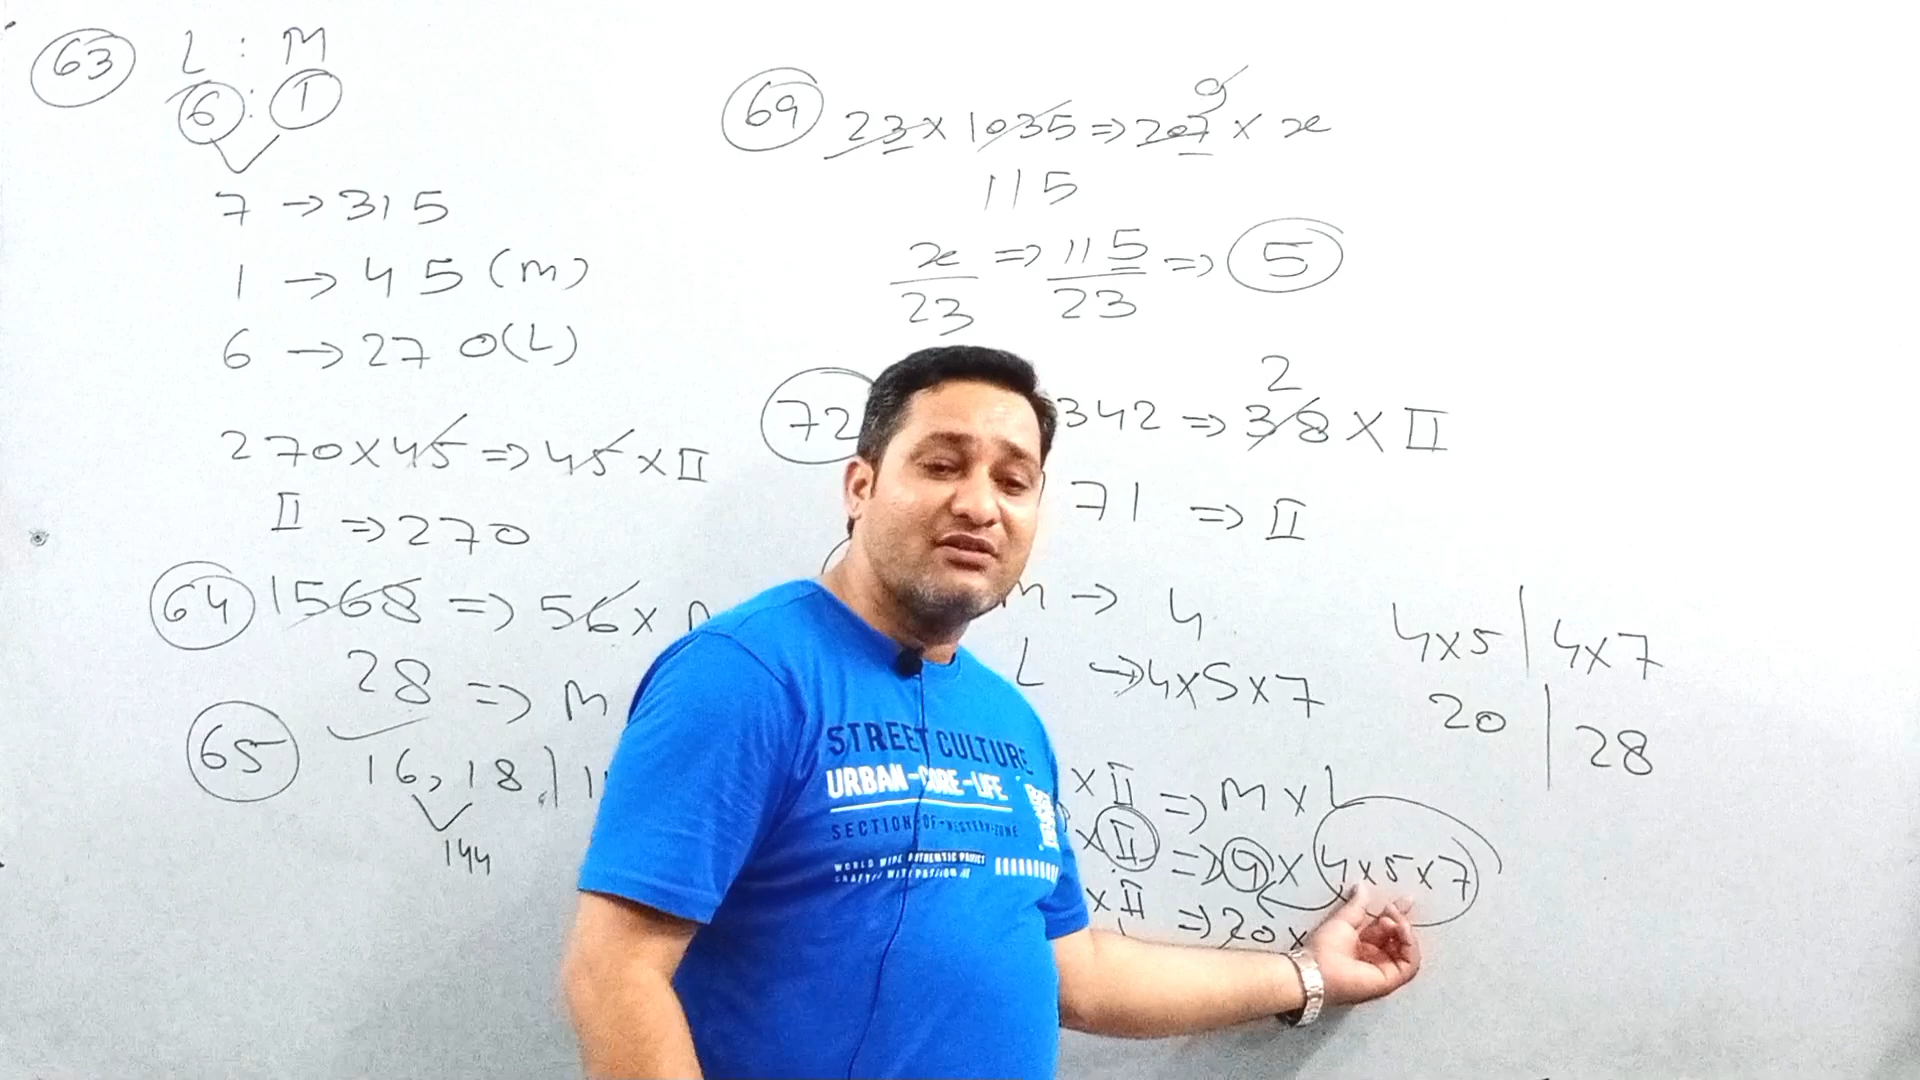 63 L : M
6 : 1
7 → 315
1 → 45 (m)
6 → 270(L)
270 × 45 ⇒ 45 × II
II ⇒ 270
64 1568 ⇒ 56 ×
28 ⇒ m
65 16, 18, | 1
144
69 23 × 1035 ⇒ 207 × x
9
115
x/23 ⇒ 115/23 ⇒ 5
2
72 342 ⇒ 38 × II
71 ⇒ II
m → 4
L → 4×5×7
4×5 | 4×7
20 | 28
× II ⇒ m × L
× II ⇒ 9 × 4×5×7
× II ⇒ 20 ×
STREET CULTURE
URBAN-CORE-LIFE